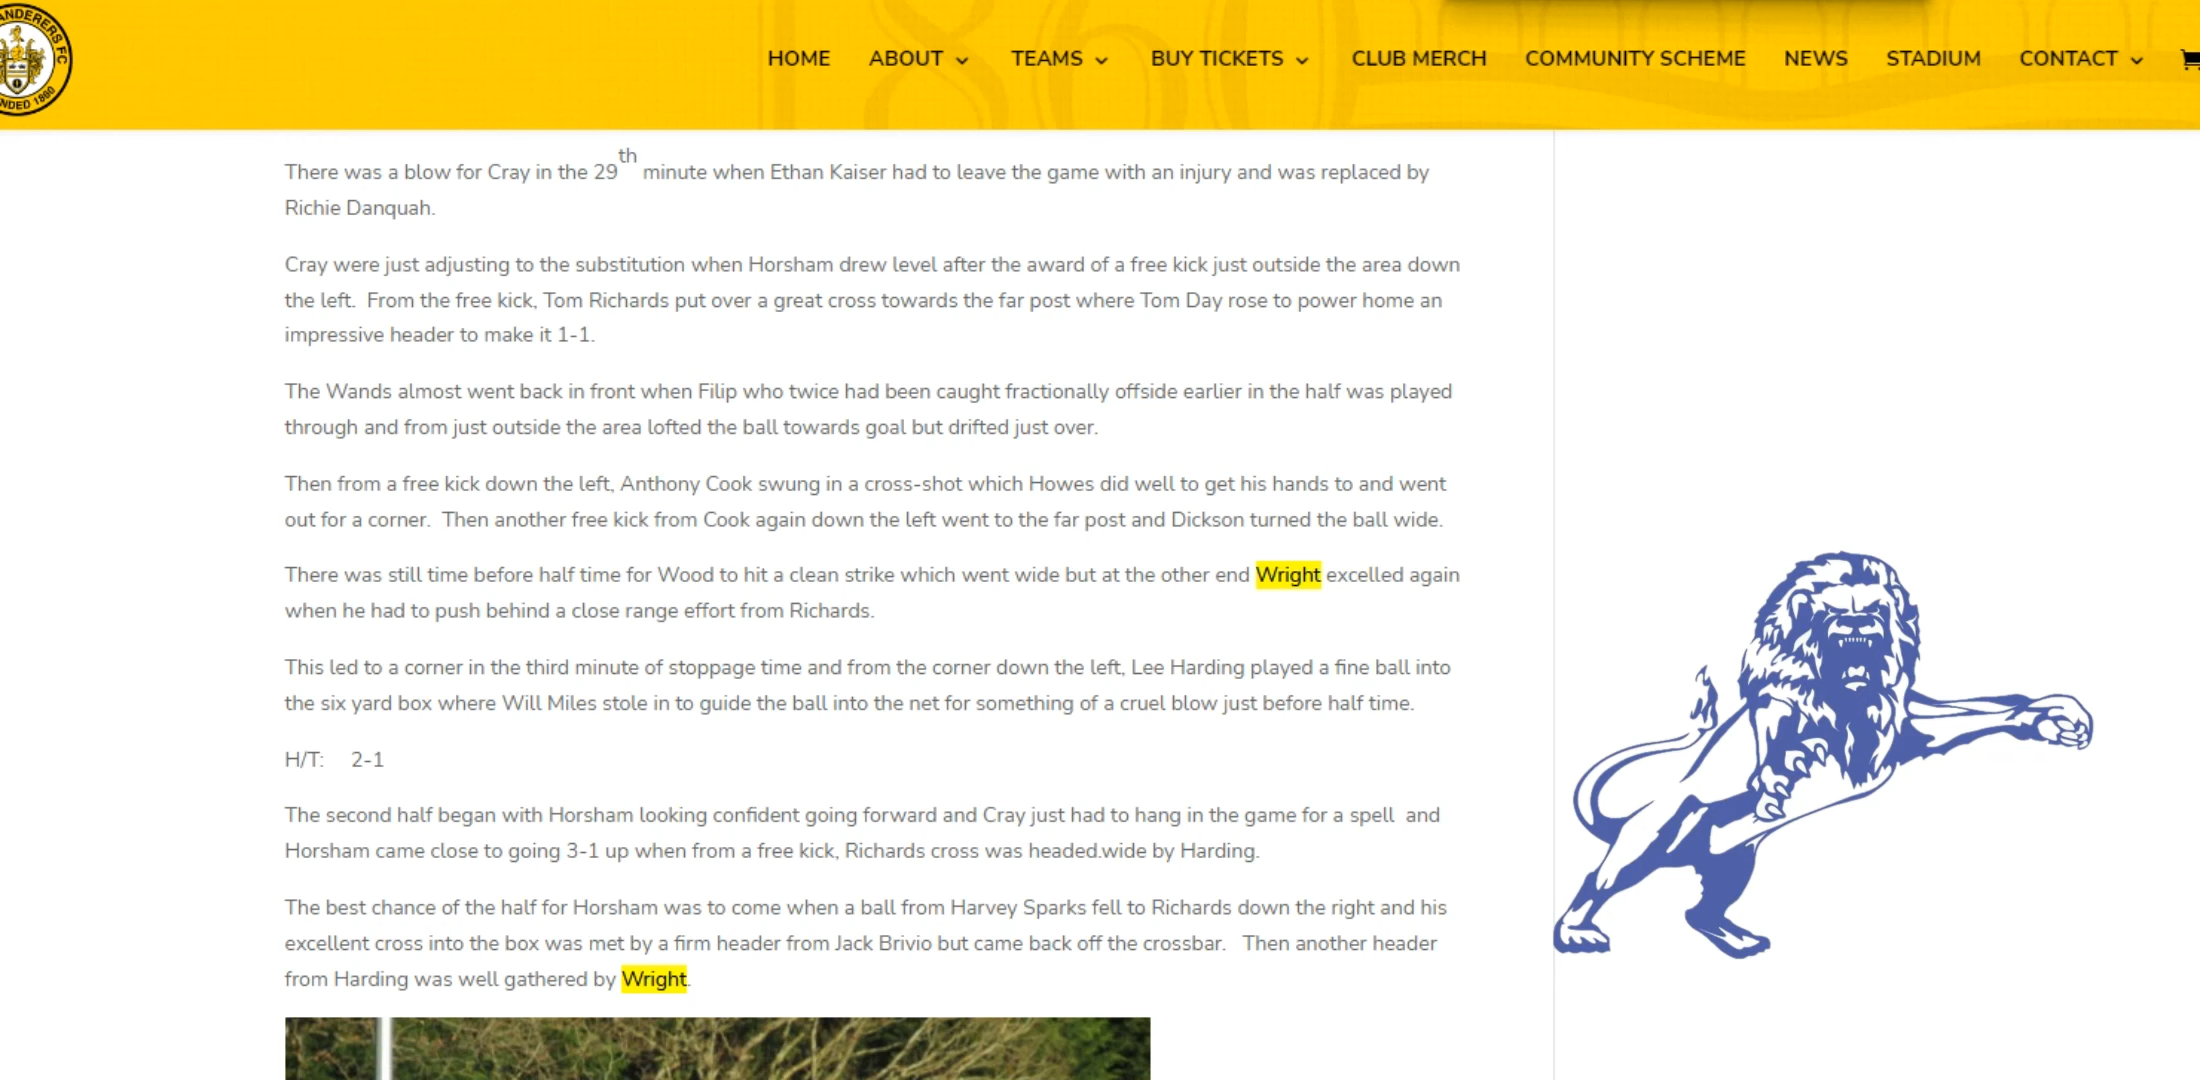 ANDERERS FC
NDED 1860
1860
HOME ABOUT TEAMS BUY TICKETS CLUB MERCH COMMUNITY SCHEME NEWS STADIUM CONTACT
There was a blow for Cray in the 29th minute when Ethan Kaiser had to leave the game with an injury and was replaced by
Richie Danquah.
Cray were just adjusting to the substitution when Horsham drew level after the award of a free kick just outside the area down
the left.  From the free kick, Tom Richards put over a great cross towards the far post where Tom Day rose to power home an
impressive header to make it 1-1.
The Wands almost went back in front when Filip who twice had been caught fractionally offside earlier in the half was played
through and from just outside the area lofted the ball towards goal but drifted just over.
Then from a free kick down the left, Anthony Cook swung in a cross-shot which Howes did well to get his hands to and went
out for a corner.  Then another free kick from Cook again down the left went to the far post and Dickson turned the ball wide.
There was still time before half time for Wood to hit a clean strike which went wide but at the other end Wright excelled again
when he had to push behind a close range effort from Richards.
This led to a corner in the third minute of stoppage time and from the corner down the left, Lee Harding played a fine ball into
the six yard box where Will Miles stole in to guide the ball into the net for something of a cruel blow just before half time.
H/T:    2-1
The second half began with Horsham looking confident going forward and Cray just had to hang in the game for a spell  and
Horsham came close to going 3-1 up when from a free kick, Richards cross was headed.wide by Harding.
The best chance of the half for Horsham was to come when a ball from Harvey Sparks fell to Richards down the right and his
excellent cross into the box was met by a firm header from Jack Brivio but came back off the crossbar.   Then another header
from Harding was well gathered by Wright.